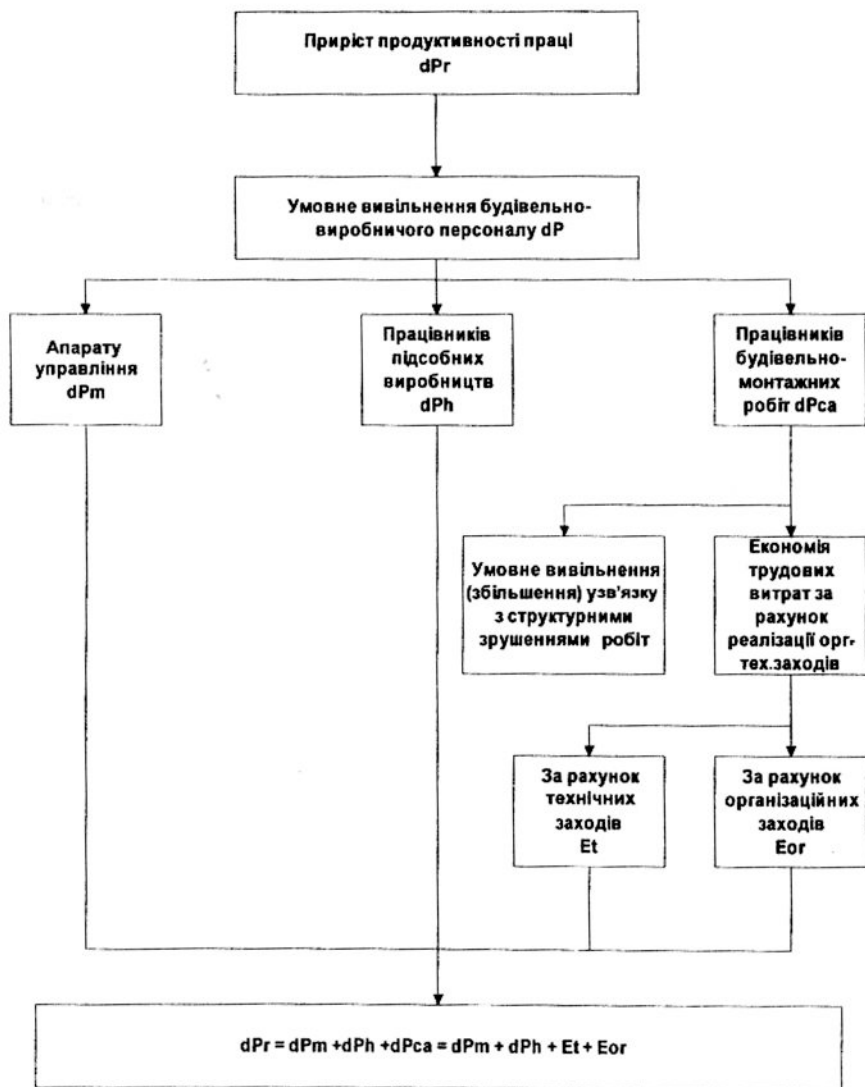 Приріст продуктивності праці
dPr
Умовне вивільнення будівельно-
виробничого персоналу dP
Апарату
управління
dPm
Працівників
підсобних
виробництв
dPh
Працівників
будівельно-
монтажних
робіт dPca
Умовне вивільнення
(збільшення) узв'язку
з структурними
зрушеннями робіт
Економія
трудових
витрат за
рахунок
реалізації орг-
тех.заходів
За рахунок
технічних
заходів
Et
За рахунок
організаційних
заходів
Eor
dPr = dPm +dPh +dPca = dPm + dPh + Et + Eor